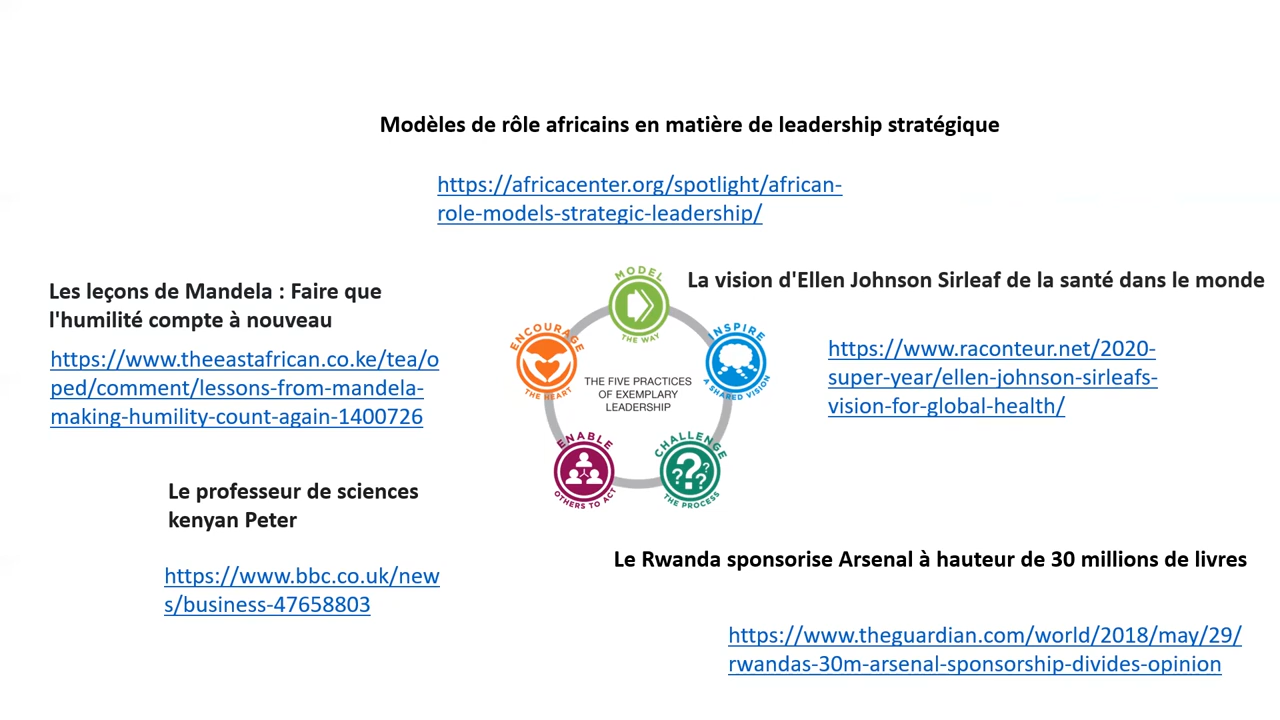 Modèles de rôle africains en matière de leadership stratégique
https://africacenter.org/spotlight/african-
role-models-strategic-leadership/
Les leçons de Mandela : Faire que
l'humilité compte à nouveau
https://www.theeastafrican.co.ke/tea/o
ped/comment/lessons-from-mandela-
making-humility-count-again-1400726
MODEL
THE WAY
ENCOURAGE
THE HEART
INSPIRE
A SHARED VISION
THE FIVE PRACTICES
OF EXEMPLARY
LEADERSHIP
ENABLE
OTHERS TO ACT
CHALLENGE
THE PROCESS
La vision d'Ellen Johnson Sirleaf de la santé dans le monde
https://www.raconteur.net/2020-
super-year/ellen-johnson-sirleafs-
vision-for-global-health/
Le professeur de sciences
kenyan Peter
https://www.bbc.co.uk/new
s/business-47658803
Le Rwanda sponsorise Arsenal à hauteur de 30 millions de livres
https://www.theguardian.com/world/2018/may/29/
rwandas-30m-arsenal-sponsorship-divides-opinion